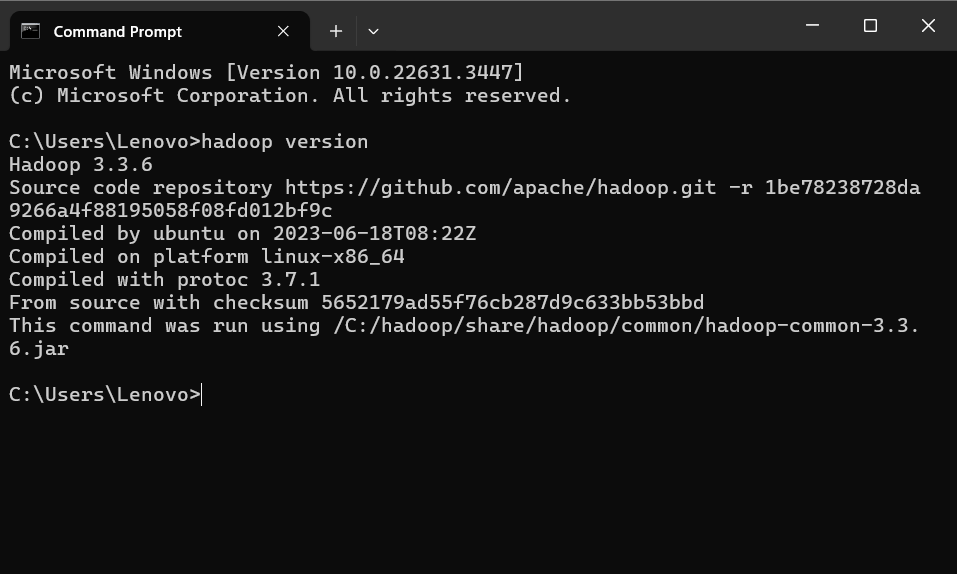 Command Prompt
Microsoft Windows [Version 10.0.22631.3447]
(c) Microsoft Corporation. All rights reserved.
C:\Users\Lenovo>hadoop version
Hadoop 3.3.6
Source code repository https://github.com/apache/hadoop.git -r 1be78238728da
9266a4f88195058f08fd012bf9c
Compiled by ubuntu on 2023-06-18T08:22Z
Compiled on platform linux-x86_64
Compiled with protoc 3.7.1
From source with checksum 5652179ad55f76cb287d9c633bb53bbd
This command was run using /C:/hadoop/share/hadoop/common/hadoop-common-3.3.
6.jar
C:\Users\Lenovo>